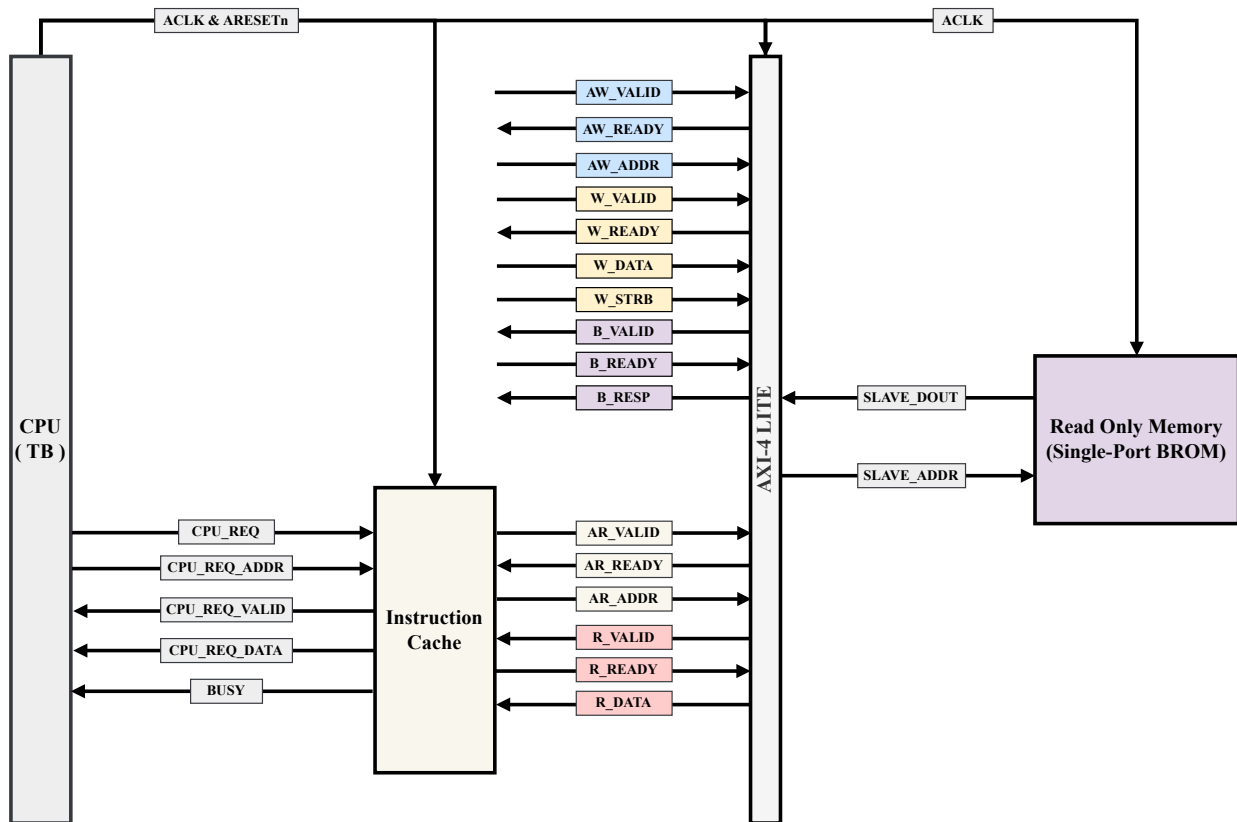 ACLK & ARESETn
ACLK
AW_VALID
AW_READY
AW_ADDR
W_VALID
W_READY
W_DATA
W_STRB
B_VALID
B_READY
B_RESP
CPU
( TB )
AXI-4 LITE
SLAVE_DOUT
SLAVE_ADDR
Read Only Memory
(Single-Port BROM)
CPU_REQ
CPU_REQ_ADDR
CPU_REQ_VALID
CPU_REQ_DATA
BUSY
Instruction
Cache
AR_VALID
AR_READY
AR_ADDR
R_VALID
R_READY
R_DATA